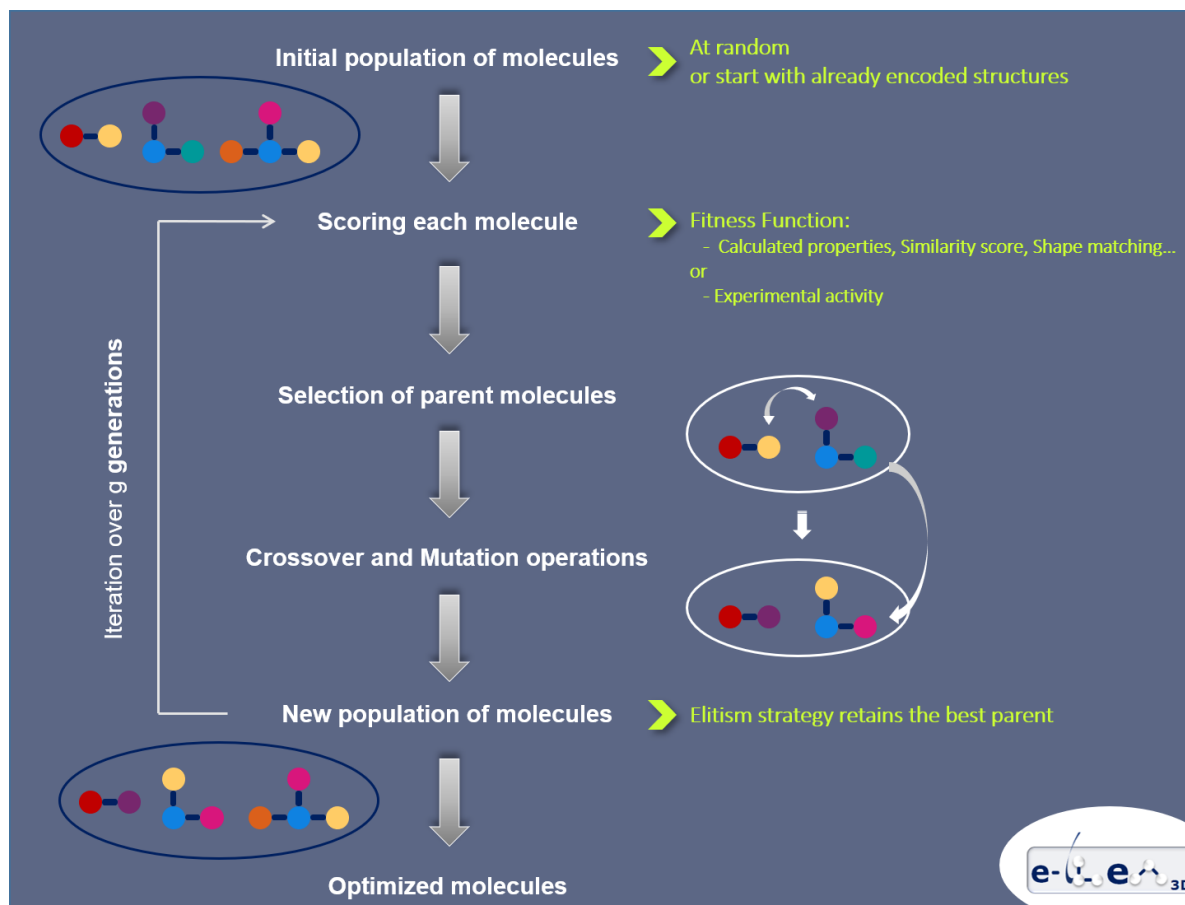 Initial population of molecules
At random
or start with already encoded structures
Scoring each molecule
Fitness Function:
- Calculated properties, Similarity score, Shape matching...
or
- Experimental activity
Selection of parent molecules
Iteration over g generations
Crossover and Mutation operations
New population of molecules
Elitism strategy retains the best parent
Optimized molecules
3D